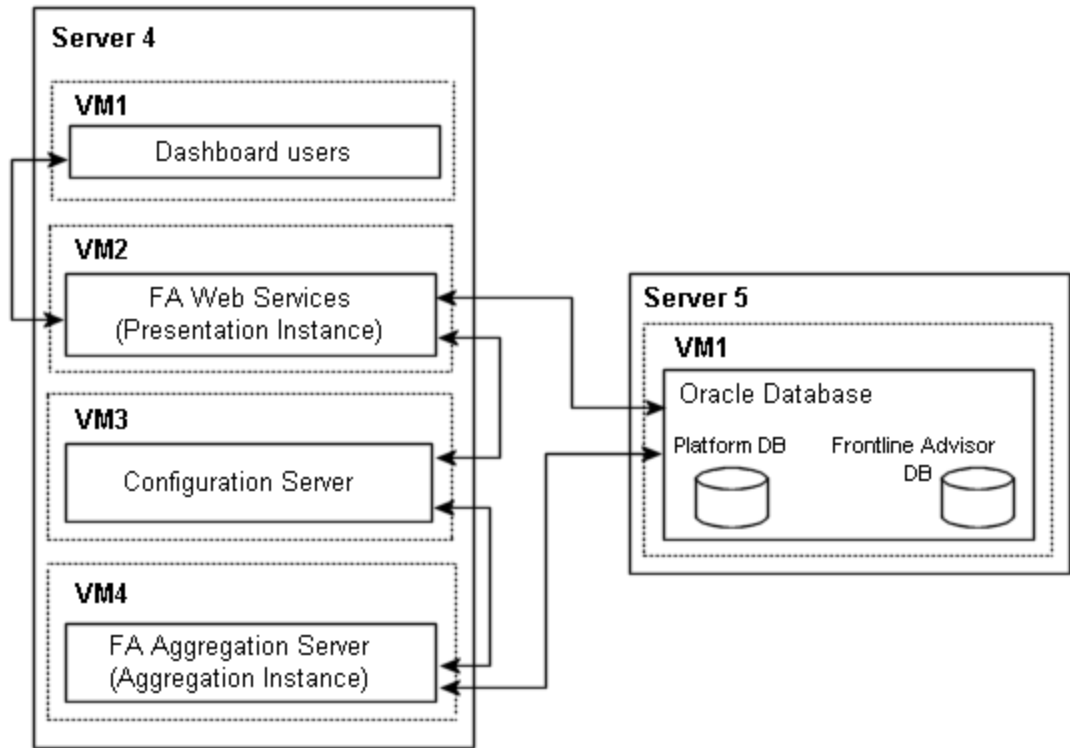 Server 4
VM1
Dashboard users
VM2
FA Web Services
(Presentation Instance)
VM3
Configuration Server
VM4
FA Aggregation Server
(Aggregation Instance)
Server 5
VM1
Oracle Database
Platform DB
Frontline Advisor
DB